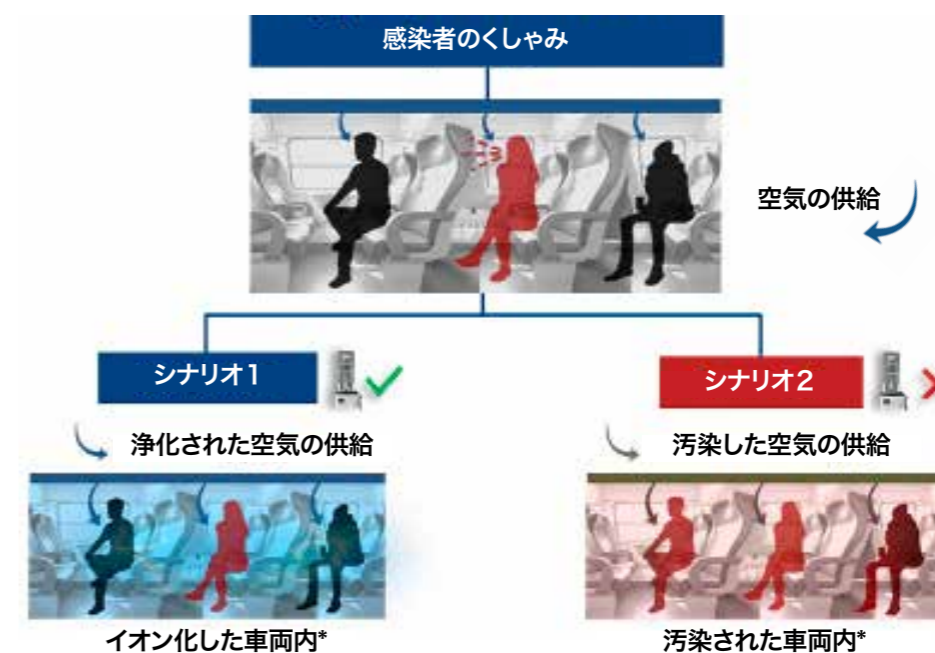 感染者のくしゃみ
空気の供給
シナリオ1
シナリオ2
浄化された空気の供給
汚染した空気の供給
イオン化した車両内*
汚染された車両内*